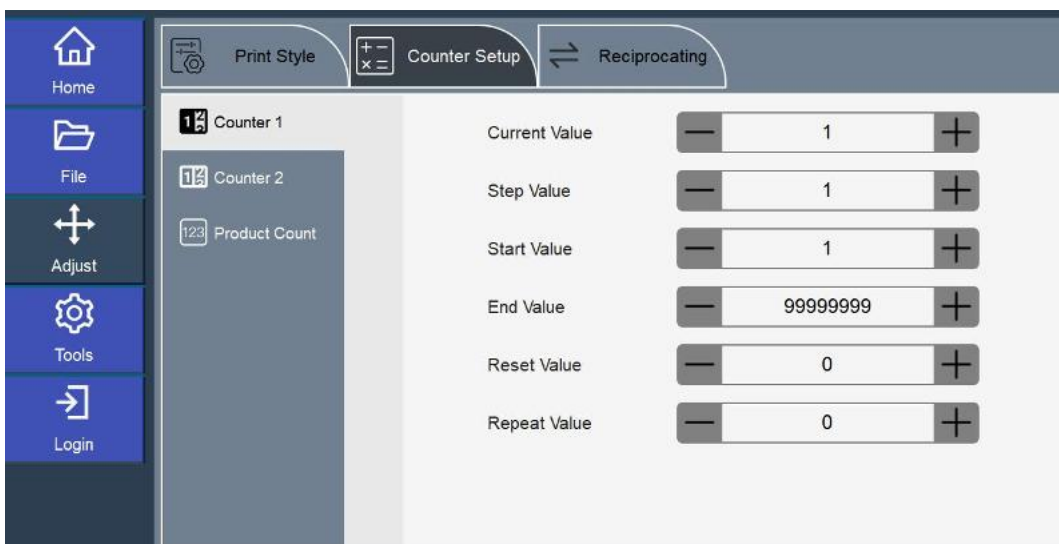 Home
File
Adjust
Tools
Login
Print Style
Counter Setup
Reciprocating
Counter 1
Counter 2
123 Product Count
Current Value 1
Step Value 1
Start Value 1
End Value 99999999
Reset Value 0
Repeat Value 0